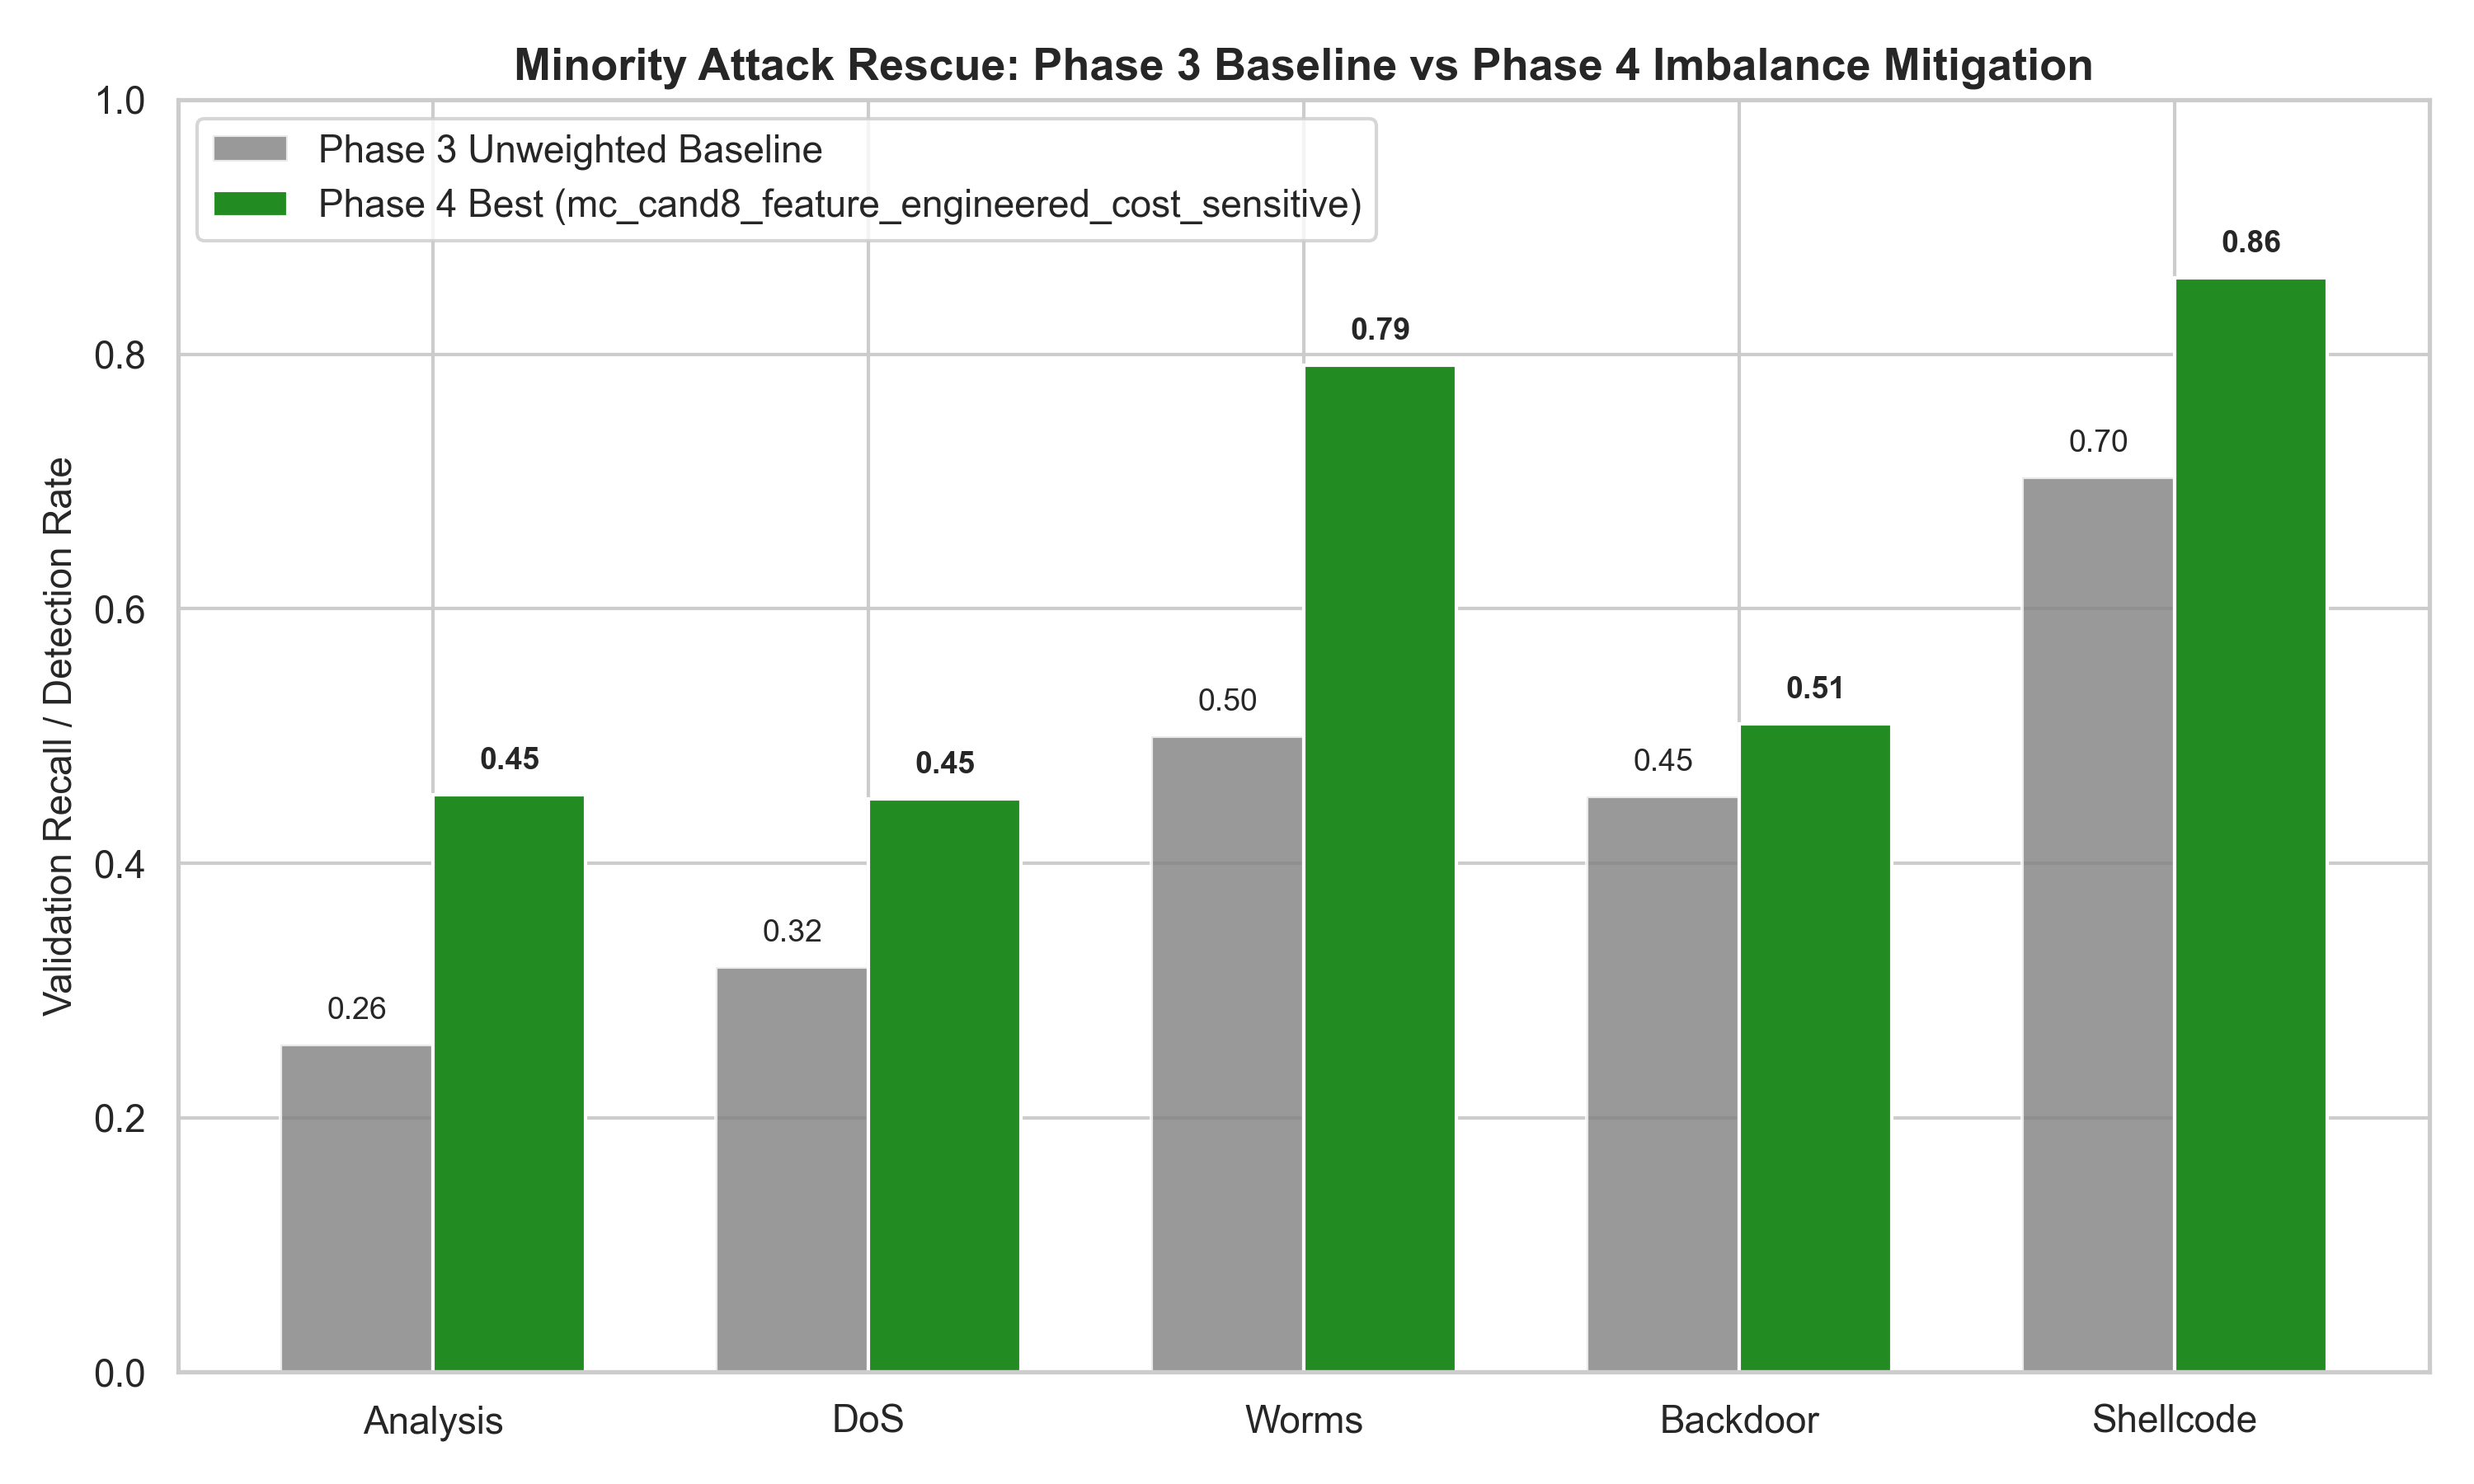 Minority Attack Rescue: Phase 3 Baseline vs Phase 4 Imbalance Mitigation
Phase 3 Unweighted Baseline
Phase 4 Best (mc_cand8_feature_engineered_cost_sensitive)
Validation Recall / Detection Rate
1.0
0.8
0.6
0.4
0.2
0.0
0.26
0.45
0.32
0.45
0.50
0.79
0.45
0.51
0.70
0.86
Analysis
DoS
Worms
Backdoor
Shellcode